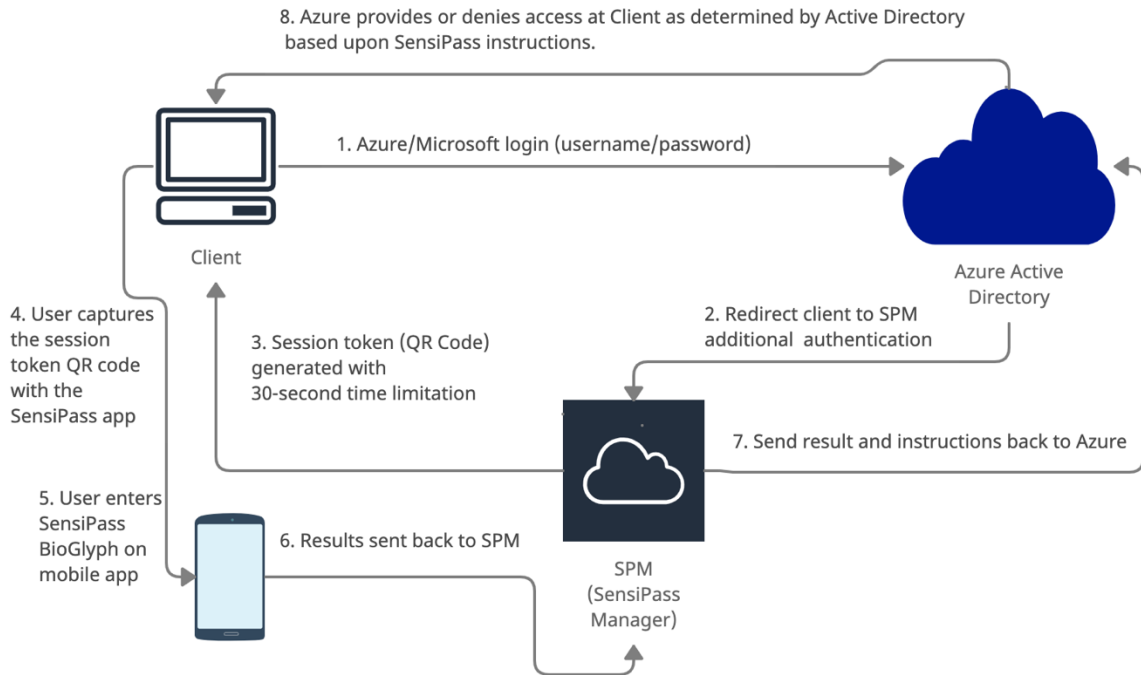 8. Azure provides or denies access at Client as determined by Active Directory
based upon SensiPass instructions.
1. Azure/Microsoft login (username/password)
Client
Azure Active
Directory
2. Redirect client to SPM
additional authentication
3. Session token (QR Code)
generated with
30-second time limitation
4. User captures
the session
token QR code
with the
SensiPass app
7. Send result and instructions back to Azure
5. User enters
SensiPass
BioGlyph on
mobile app
6. Results sent back to SPM
SPM
(SensiPass
Manager)